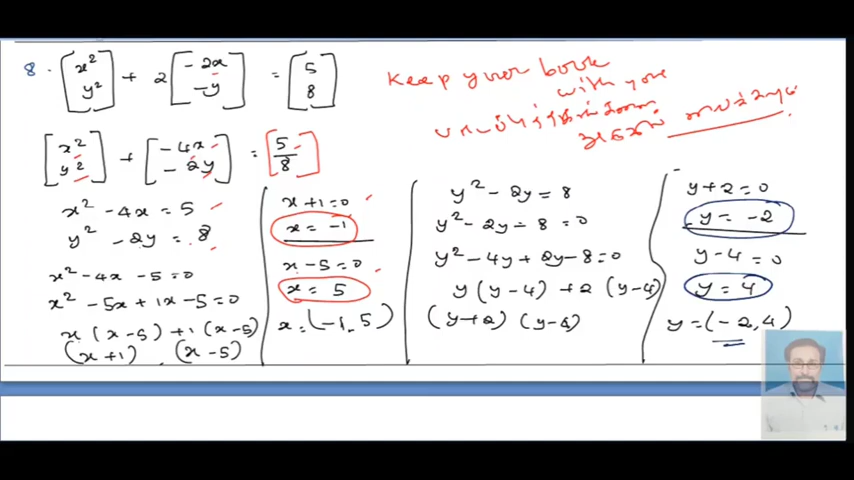 8. [x² y²] + 2 [-2x -y] = [5 8]
[x² y²] + [-4x -2y] = [5 8]
x² - 4x = 5
y² - 2y = 8
x² - 4x - 5 = 0
x² - 5x + 1x - 5 = 0
x (x-5) + 1 (x-5)
(x+1) (x-5)
x+1=0
x = -1
x-5=0
x = 5
x = (-1, 5)
y² - 2y = 8
y² - 2y - 8 = 0
y² - 4y + 2y - 8 = 0
y (y-4) + 2 (y-4)
(y+2) (y-4)
y+2=0
y = -2
y-4=0
y = 4
y = (-2, 4)
Keep your book
with you